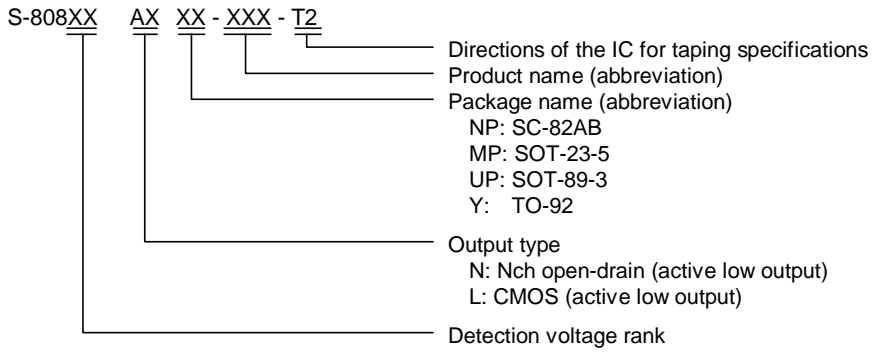 S-808XX AX XX - XXX - T2
Directions of the IC for taping specifications
Product name (abbreviation)
Package name (abbreviation)
NP: SC-82AB
MP: SOT-23-5
UP: SOT-89-3
Y: TO-92
Output type
N: Nch open-drain (active low output)
L: CMOS (active low output)
Detection voltage rank